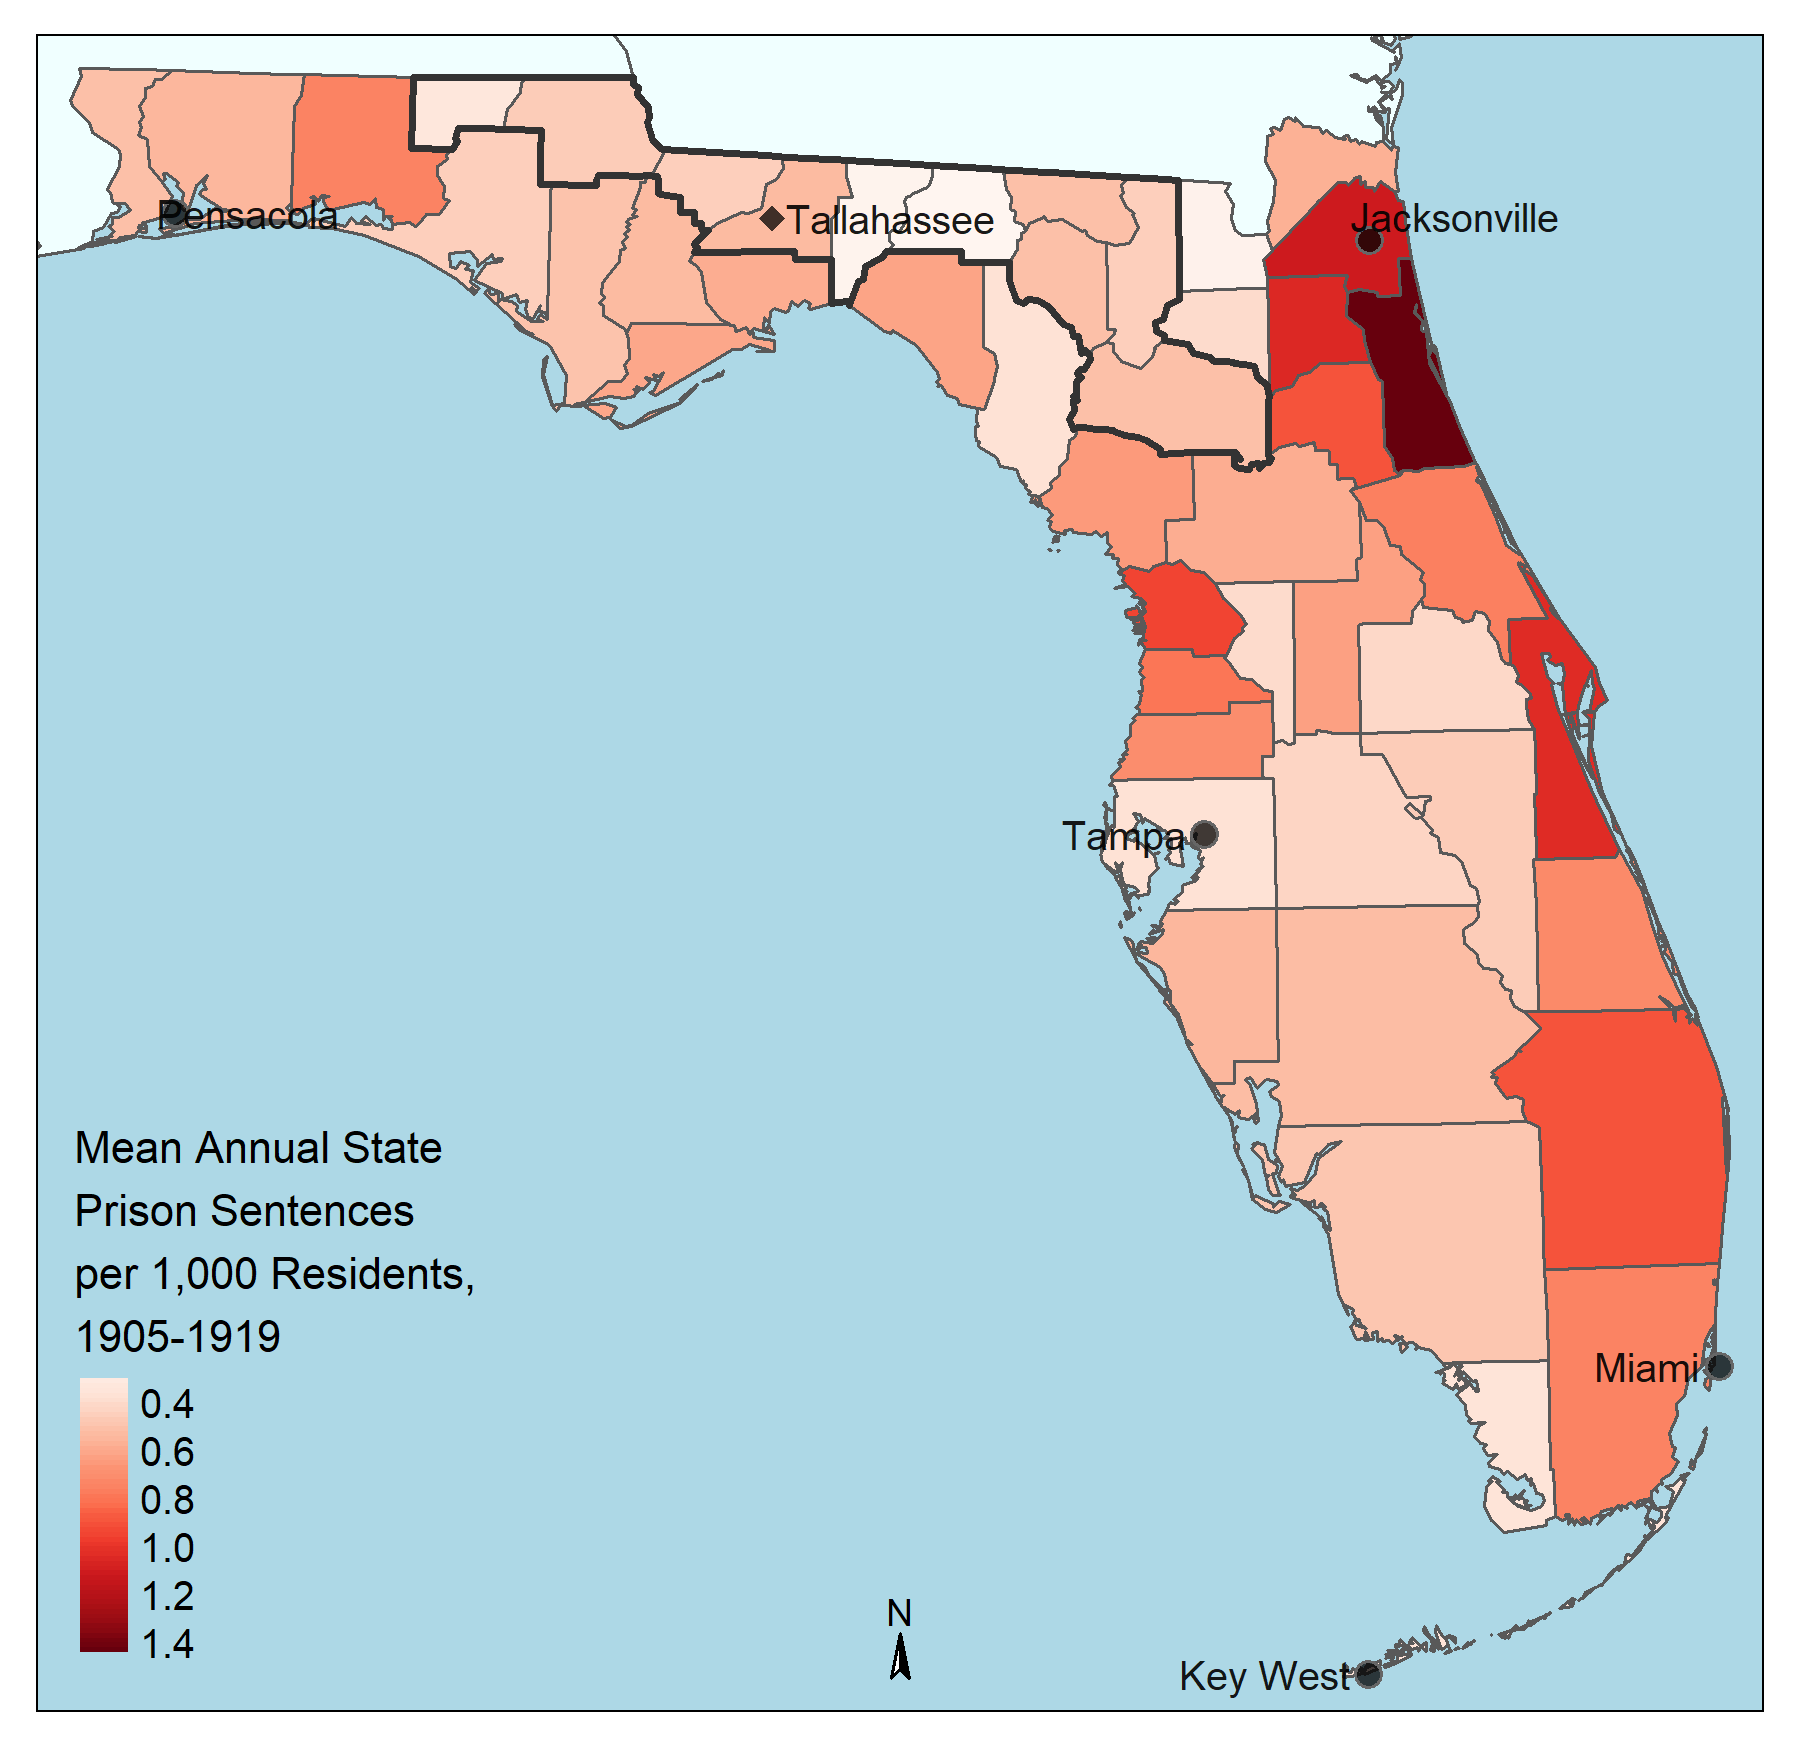 Pensacola
Tallahassee
Jacksonville
Tampa
Mean Annual State
Prison Sentences
per 1,000 Residents,
1905-1919
Miami
0.4
0.6
0.8
1.0
1.2
1.4
N
Key West